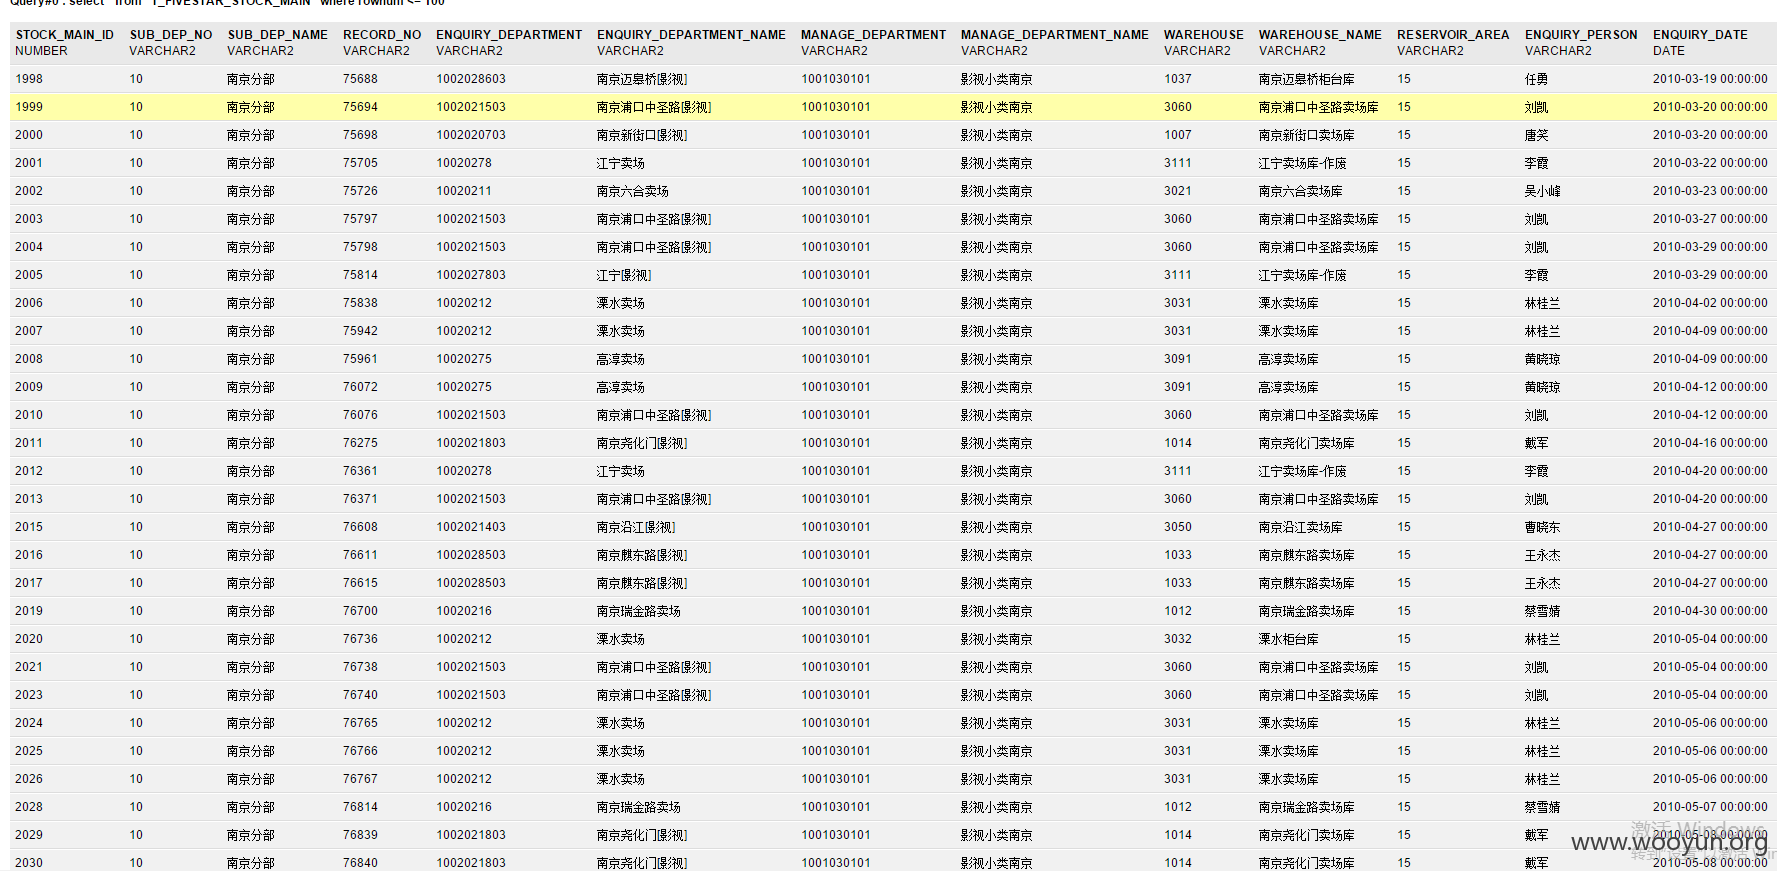 Query#0 : select * from "T_FIVESTAR_STOCK_MAIN" where rownum <= 100
STOCK_MAIN_ID SUB_DEP_NO SUB_DEP_NAME RECORD_NO ENQUIRY_DEPARTMENT ENQUIRY_DEPARTMENT_NAME MANAGE_DEPARTMENT MANAGE_DEPARTMENT_NAME WAREHOUSE WAREHOUSE_NAME RESERVOIR_AREA ENQUIRY_PERSON ENQUIRY_DATE
NUMBER VARCHAR2 VARCHAR2 VARCHAR2 VARCHAR2 VARCHAR2 VARCHAR2 VARCHAR2 VARCHAR2 VARCHAR2 VARCHAR2 VARCHAR2 DATE
1998 10 南京分部 75688 1002028603 南京迈皋桥[影视] 1001030101 影视小类南京 1037 南京迈皋桥柜台库 15 任勇 2010-03-19 00:00:00
1999 10 南京分部 75694 1002021503 南京浦口中圣路[影视] 1001030101 影视小类南京 3060 南京浦口中圣路卖场库 15 刘凯 2010-03-20 00:00:00
2000 10 南京分部 75698 1002020703 南京新街口[影视] 1001030101 影视小类南京 1007 南京新街口卖场库 15 唐笑 2010-03-20 00:00:00
2001 10 南京分部 75705 10020278 江宁卖场 1001030101 影视小类南京 3111 江宁卖场库-作废 15 李霞 2010-03-22 00:00:00
2002 10 南京分部 75726 10020211 南京六合卖场 1001030101 影视小类南京 3021 南京六合卖场库 15 吴小峰 2010-03-23 00:00:00
2003 10 南京分部 75797 1002021503 南京浦口中圣路[影视] 1001030101 影视小类南京 3060 南京浦口中圣路卖场库 15 刘凯 2010-03-27 00:00:00
2004 10 南京分部 75798 1002021503 南京浦口中圣路[影视] 1001030101 影视小类南京 3060 南京浦口中圣路卖场库 15 刘凯 2010-03-29 00:00:00
2005 10 南京分部 75814 1002027803 江宁[影视] 1001030101 影视小类南京 3111 江宁卖场库-作废 15 李霞 2010-03-29 00:00:00
2006 10 南京分部 75838 10020212 溧水卖场 1001030101 影视小类南京 3031 溧水卖场库 15 林桂兰 2010-04-02 00:00:00
2007 10 南京分部 75942 10020212 溧水卖场 1001030101 影视小类南京 3031 溧水卖场库 15 林桂兰 2010-04-09 00:00:00
2008 10 南京分部 75961 10020275 高淳卖场 1001030101 影视小类南京 3091 高淳卖场库 15 黄晓琼 2010-04-09 00:00:00
2009 10 南京分部 76072 10020275 高淳卖场 1001030101 影视小类南京 3091 高淳卖场库 15 黄晓琼 2010-04-12 00:00:00
2010 10 南京分部 76076 1002021503 南京浦口中圣路[影视] 1001030101 影视小类南京 3060 南京浦口中圣路卖场库 15 刘凯 2010-04-12 00:00:00
2011 10 南京分部 76275 1002021803 南京尧化门[影视] 1001030101 影视小类南京 1014 南京尧化门卖场库 15 戴军 2010-04-16 00:00:00
2012 10 南京分部 76361 10020278 江宁卖场 1001030101 影视小类南京 3111 江宁卖场库-作废 15 李霞 2010-04-20 00:00:00
2013 10 南京分部 76371 1002021503 南京浦口中圣路[影视] 1001030101 影视小类南京 3060 南京浦口中圣路卖场库 15 刘凯 2010-04-20 00:00:00
2015 10 南京分部 76608 1002021403 南京沿江[影视] 1001030101 影视小类南京 3050 南京沿江卖场库 15 曹晓东 2010-04-27 00:00:00
2016 10 南京分部 76611 1002028503 南京麒东路[影视] 1001030101 影视小类南京 1033 南京麒东路卖场库 15 王永杰 2010-04-27 00:00:00
2017 10 南京分部 76615 1002028503 南京麒东路[影视] 1001030101 影视小类南京 1033 南京麒东路卖场库 15 王永杰 2010-04-27 00:00:00
2019 10 南京分部 76700 10020216 南京瑞金路卖场 1001030101 影视小类南京 1012 南京瑞金路卖场库 15 蔡雪婧 2010-04-30 00:00:00
2020 10 南京分部 76736 10020212 溧水卖场 1001030101 影视小类南京 3032 溧水柜台库 15 林桂兰 2010-05-04 00:00:00
2021 10 南京分部 76738 1002021503 南京浦口中圣路[影视] 1001030101 影视小类南京 3060 南京浦口中圣路卖场库 15 刘凯 2010-05-04 00:00:00
2023 10 南京分部 76740 1002021503 南京浦口中圣路[影视] 1001030101 影视小类南京 3060 南京浦口中圣路卖场库 15 刘凯 2010-05-04 00:00:00
2024 10 南京分部 76765 10020212 溧水卖场 1001030101 影视小类南京 3031 溧水卖场库 15 林桂兰 2010-05-06 00:00:00
2025 10 南京分部 76766 10020212 溧水卖场 1001030101 影视小类南京 3031 溧水卖场库 15 林桂兰 2010-05-06 00:00:00
2026 10 南京分部 76767 10020212 溧水卖场 1001030101 影视小类南京 3031 溧水卖场库 15 林桂兰 2010-05-06 00:00:00
2028 10 南京分部 76814 10020216 南京瑞金路卖场 1001030101 影视小类南京 1012 南京瑞金路卖场库 15 蔡雪婧 2010-05-07 00:00:00
2029 10 南京分部 76839 1002021803 南京尧化门[影视] 1001030101 影视小类南京 1014 南京尧化门卖场库 15 戴军 2010-05-08 00:00:00
2030 10 南京分部 76840 1002021803 南京尧化门[影视] 1001030101 影视小类南京 1014 南京尧化门卖场库 15 戴军 2010-05-08 00:00:00
激活 Windows
www.wooyun.org